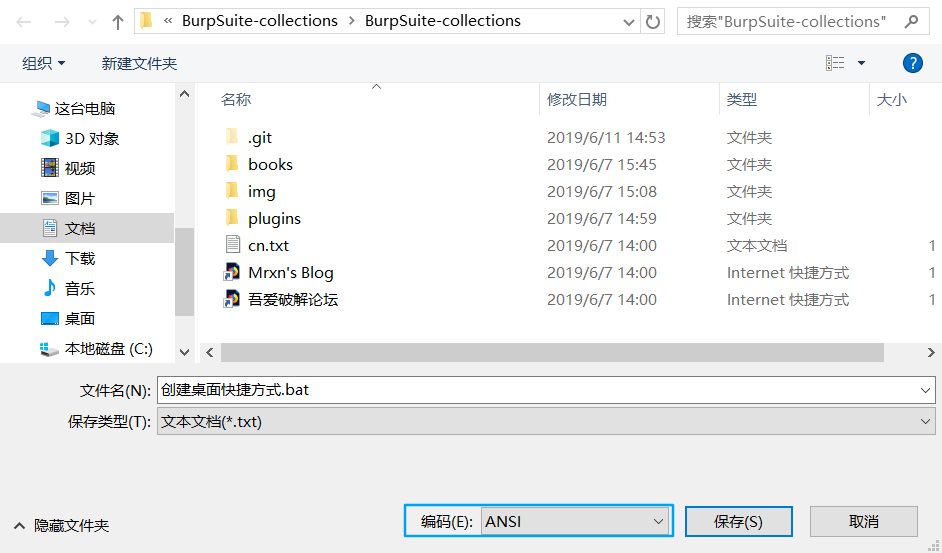 « BurpSuite-collections › BurpSuite-collections 搜索"BurpSuite-collections"
组织 新建文件夹 ?
名称 修改日期 类型 大小
这台电脑
3D 对象
视频
图片
文档
下载
音乐
桌面
本地磁盘 (C:)
.git 2019/6/11 14:53 文件夹
books 2019/6/7 15:45 文件夹
img 2019/6/7 15:08 文件夹
plugins 2019/6/7 14:59 文件夹
cn.txt 2019/6/7 14:00 文本文档 1
Mrxn's Blog 2019/6/7 14:00 Internet 快捷方式 1
吾爱破解论坛 2019/6/7 14:00 Internet 快捷方式 1
文件名(N): 创建桌面快捷方式.bat
保存类型(T): 文本文档(*.txt)
隐藏文件夹 编码(E): ANSI 保存(S) 取消